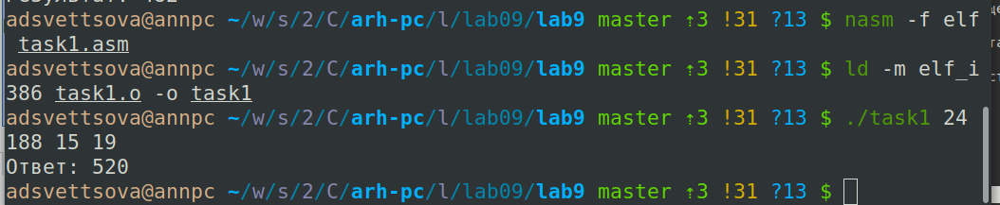 adsvettsova@annpc ~/w/s/2/C/arh-pc/l/lab09/lab9 master ⇡3 !31 ?13 $ nasm -f elf
task1.asm
adsvettsova@annpc ~/w/s/2/C/arh-pc/l/lab09/lab9 master ⇡3 !31 ?13 $ ld -m elf_i
386 task1.o -o task1
adsvettsova@annpc ~/w/s/2/C/arh-pc/l/lab09/lab9 master ⇡3 !31 ?13 $ ./task1 24
188 15 19
Ответ: 520
adsvettsova@annpc ~/w/s/2/C/arh-pc/l/lab09/lab9 master ⇡3 !31 ?13 $